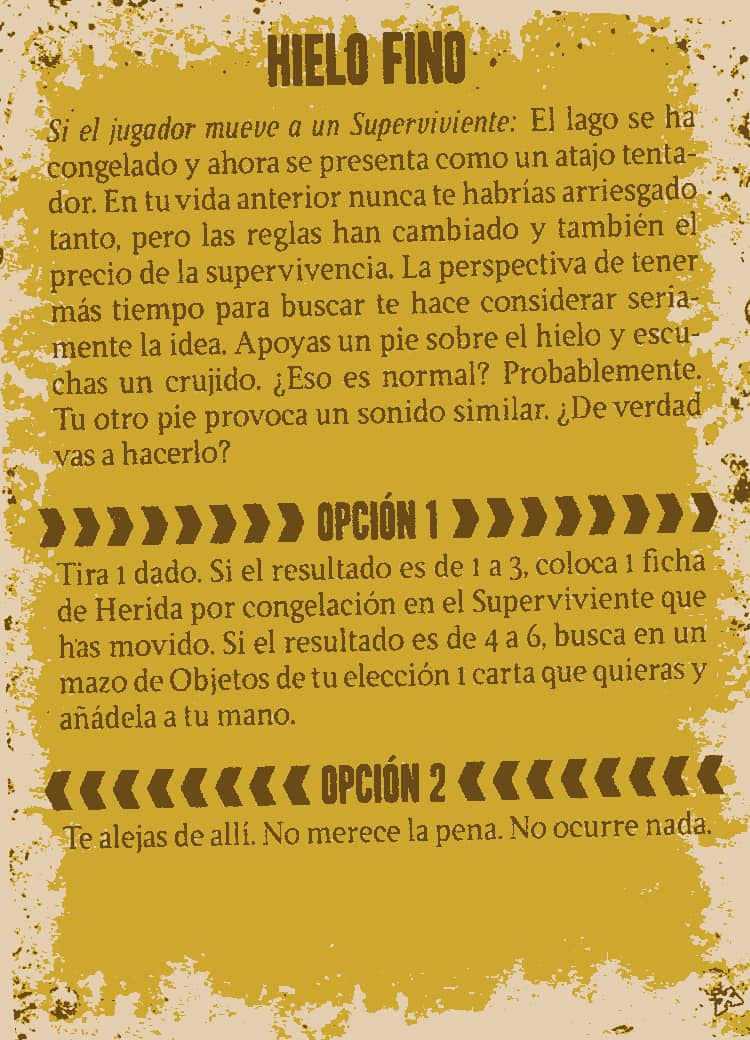 HIELO FINO
Si el jugador mueve a un Superviviente: El lago se ha
congelado y ahora se presenta como un atajo tenta-
dor. En tu vida anterior nunca te habrías arriesgado
tanto, pero las reglas han cambiado y también el
precio de la supervivencia. La perspectiva de tener
más tiempo para buscar te hace considerar seria-
mente la idea. Apoyas un pie sobre el hielo y escu-
chas un crujido. ¿Eso es normal? Probablemente.
Tu otro pie provoca un sonido similar. ¿De verdad
vas a hacerlo?
OPCIÓN 1
Tira 1 dado. Si el resultado es de 1 a 3, coloca 1 ficha
de Herida por congelación en el Superviviente que
has movido. Si el resultado es de 4 a 6, busca en un
mazo de Objetos de tu elección 1 carta que quieras y
añádela a tu mano.
OPCIÓN 2
Te alejas de allí. No merece la pena. No ocurre nada.